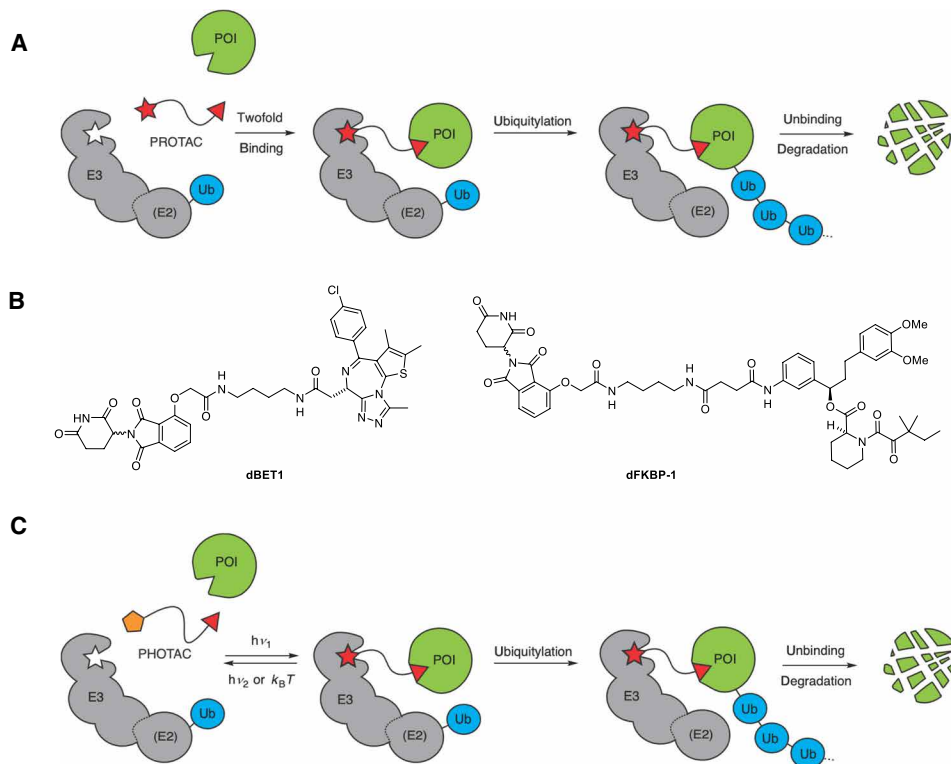 A
POI
PROTAC
Twofold
Binding
E3
(E2)
Ub
POI
E3
(E2)
Ub
Ubiquitylation
POI
E3
(E2)
Ub
Ub
Ub
Unbinding
Degradation
B
Cl
N
S
N
N N
O
H
N
O
N
H
O
O
NH
O
O
N
O
O
dBET1
O
NH
O
N
O
O
O
O
H
N
N
H
O
O
H
N
OMe
OMe
O
O
H
N
O
O
dFKBP-1
C
POI
PHOTAC
hν1
hν2 or kBT
E3
(E2)
Ub
POI
E3
(E2)
Ub
Ubiquitylation
POI
E3
(E2)
Ub
Ub
Ub
Unbinding
Degradation